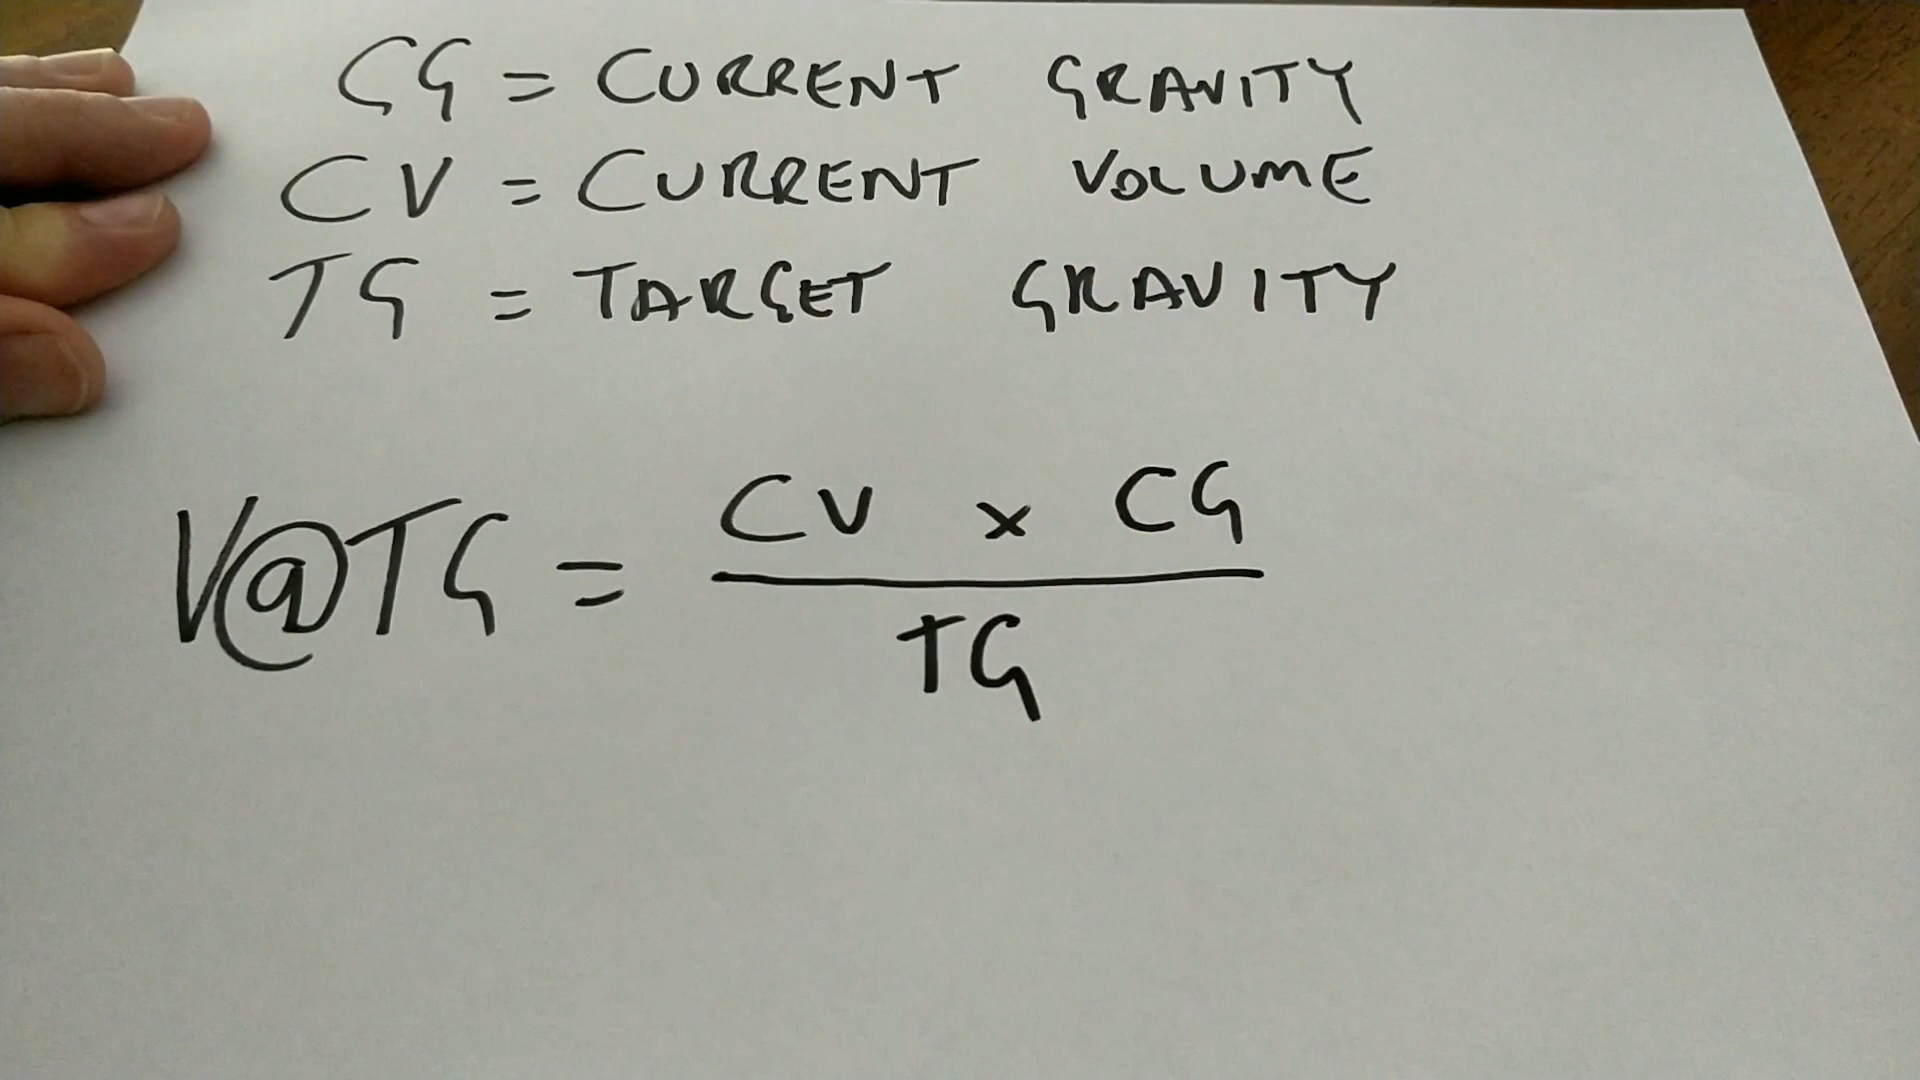 CG = CURRENT GRAVITY
CV = CURRENT VOLUME
TG = TARGET GRAVITY
V@TG = CV x CG
TG